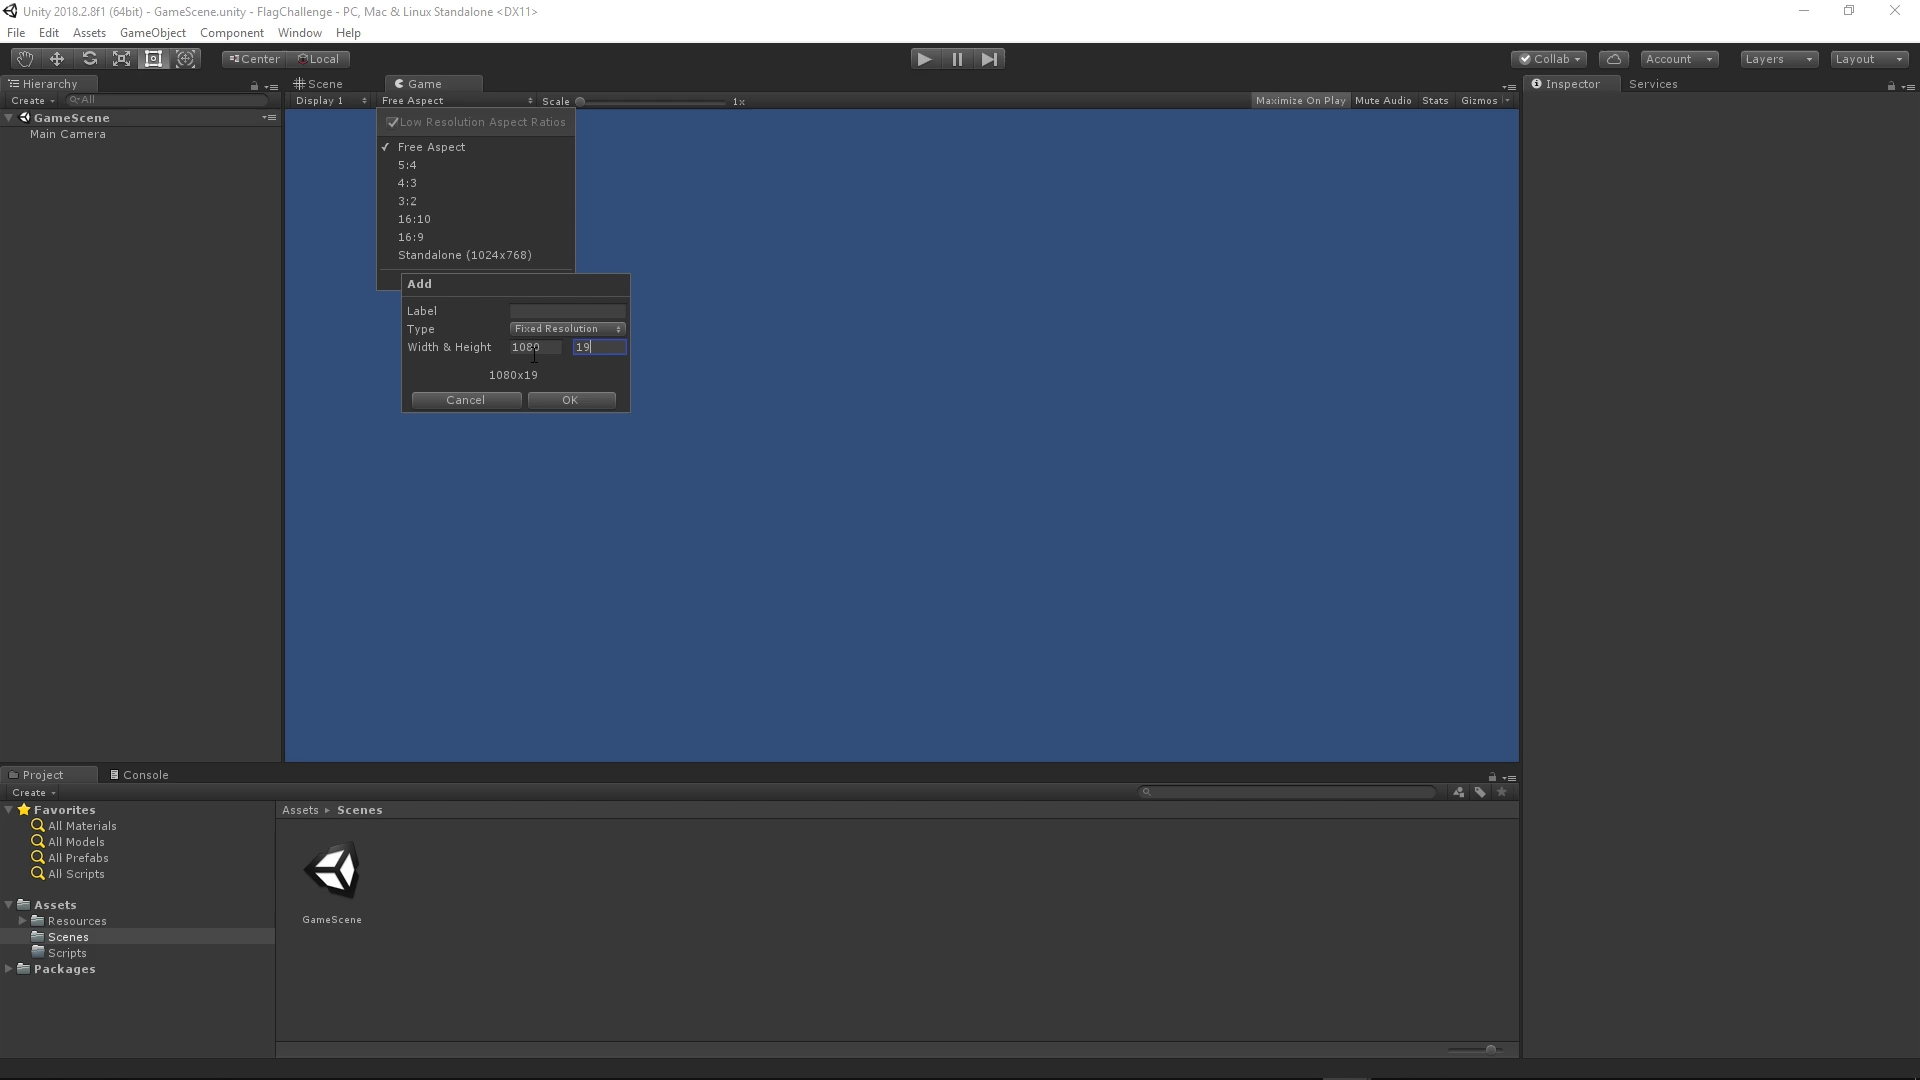 Unity 2018.2.8f1 (64bit) - GameScene.unity - FlagChallenge - PC, Mac & Linux Standalone <DX11>
File Edit Assets GameObject Component Window Help
Center Local Collab Account Layers Layout
Hierarchy
Create All
GameScene
Main Camera
Scene Game
Display 1 Free Aspect Scale 1x Maximize On Play Mute Audio Stats Gizmos
Low Resolution Aspect Ratios
Free Aspect
5:4
4:3
3:2
16:10
16:9
Standalone (1024x768)
Add
Label
Type Fixed Resolution
Width & Height 1080 19
1080x19
Cancel OK
Inspector Services
Project Console
Create
Favorites
All Materials
All Models
All Prefabs
All Scripts
Assets
Resources
Scenes
Scripts
Packages
Assets Scenes
GameScene